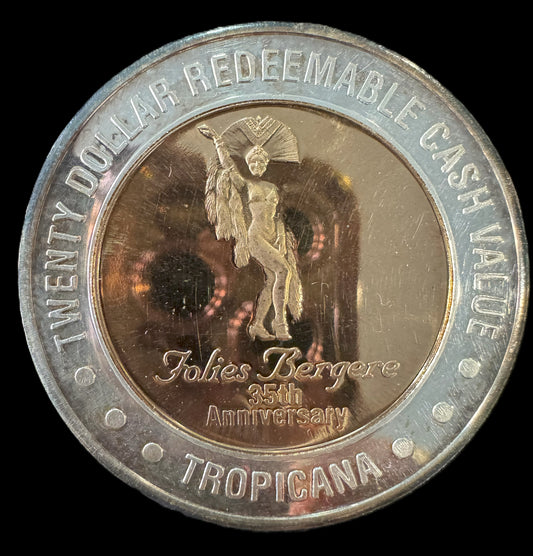 TWENTY DOLLAR REDEEMABLE CASH VALUE
Folies Bergere
35th
Anniversary
TROPICANA